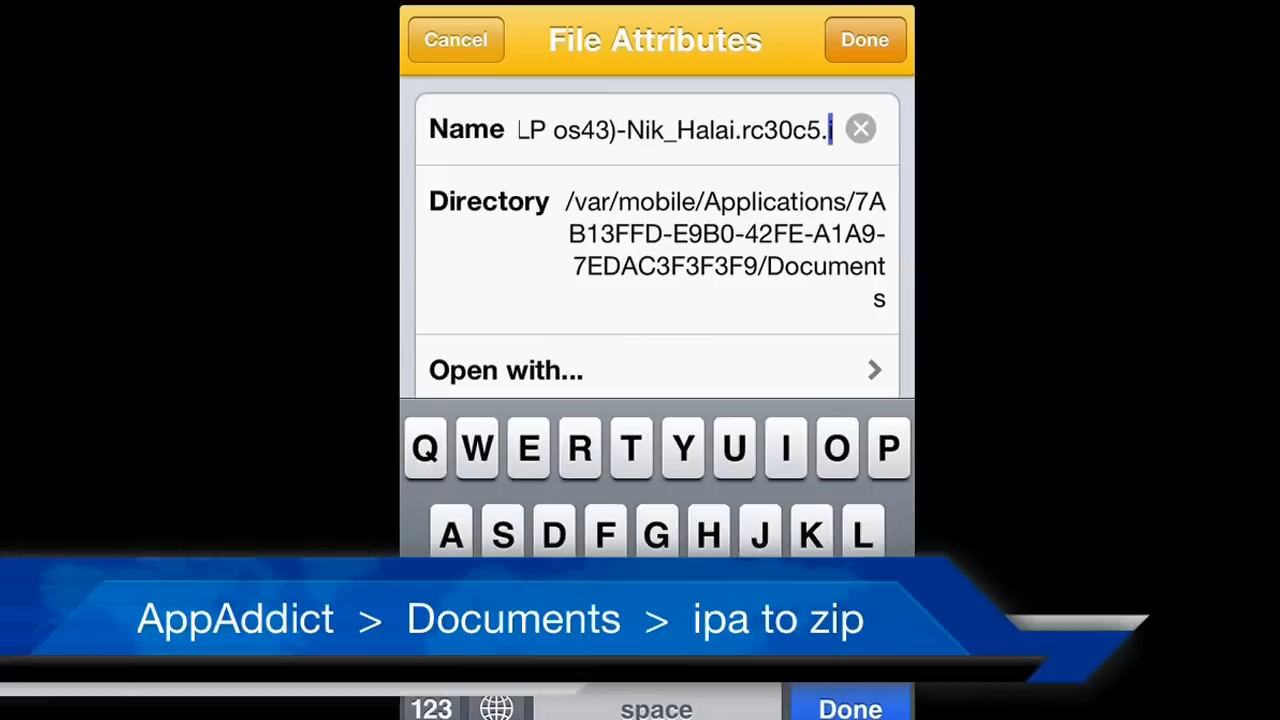 Cancel File Attributes Done
Name LP os43)-Nik_Halai.rc30c5.i
Directory /var/mobile/Applications/7A
B13FFD-E9B0-42FE-A1A9-
7EDAC3F3F3F9/Document
s
Open with...
Q W E R T Y U I O P
A S D F G H J K L
AppAddict > Documents > ipa to zip
123 space Done